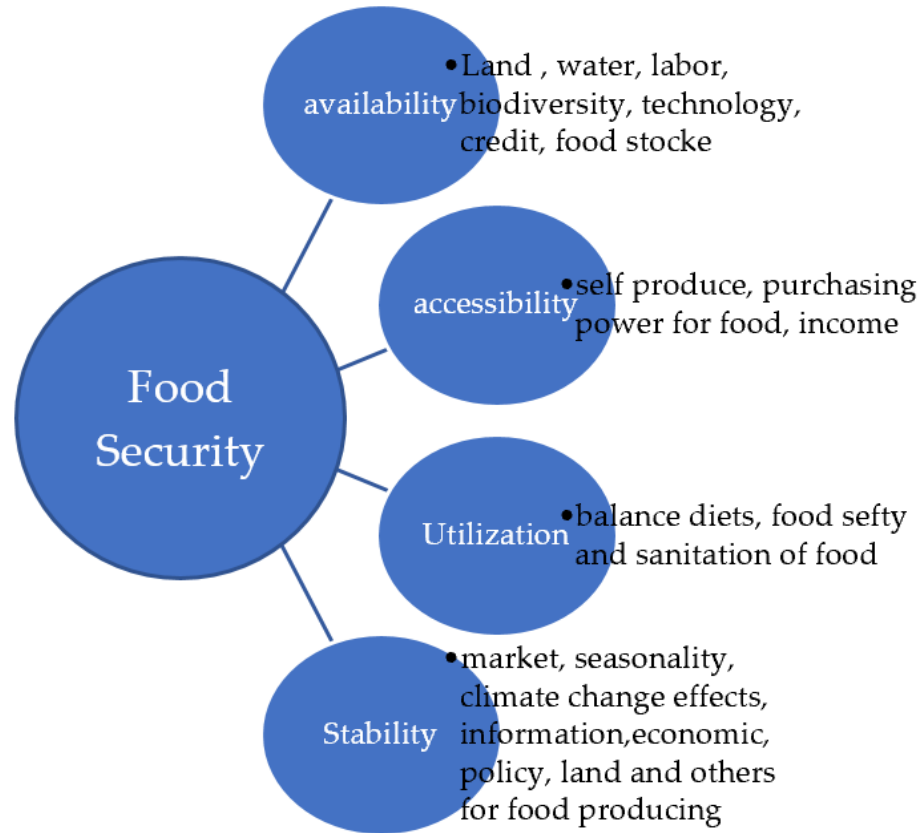 availability
•Land , water, labor,
biodiversity, technology,
credit, food stocke
accessibility
•self produce, purchasing
power for food, income
Food
Security
Utilization
•balance diets, food sefty
and sanitation of food
Stability
•market, seasonality,
climate change effects,
information,economic,
policy, land and others
for food producing